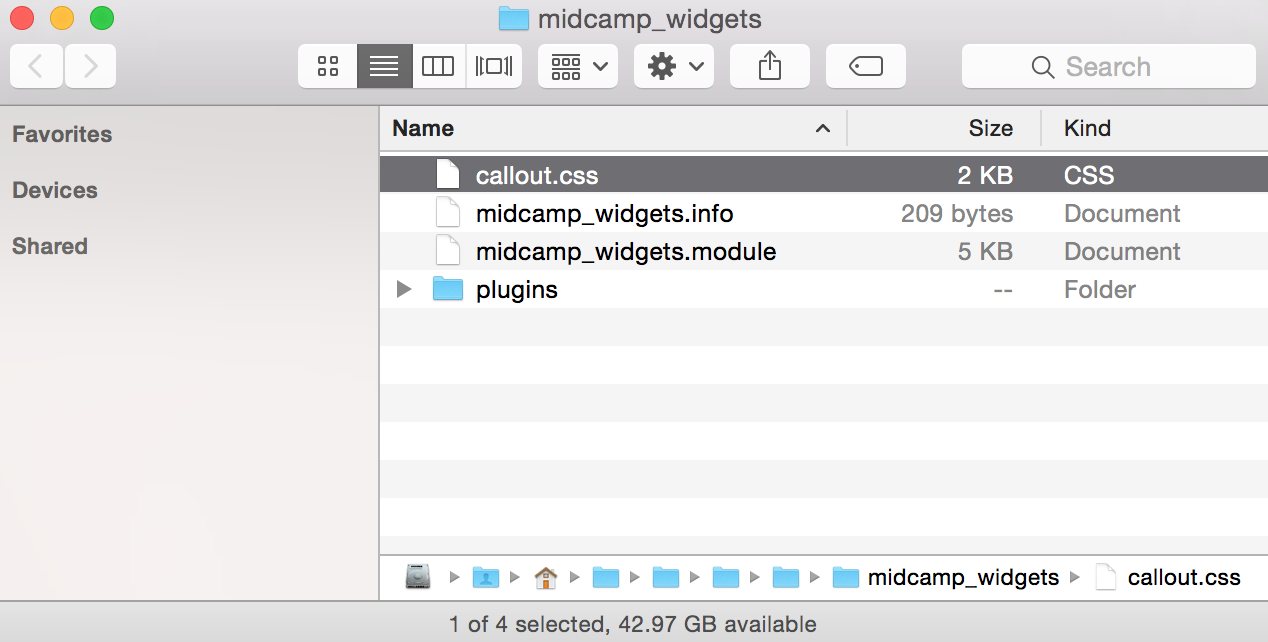 midcamp_widgets
Search
Favorites
Devices
Shared
Name Size Kind
callout.css 2 KB CSS
midcamp_widgets.info 209 bytes Document
midcamp_widgets.module 5 KB Document
plugins -- Folder
midcamp_widgets callout.css
1 of 4 selected, 42.97 GB available